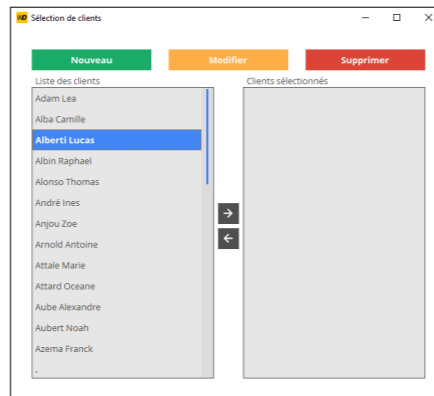 WD Sélection de clients
Nouveau Modifier Supprimer
Liste des clients Clients sélectionnés
Adam Lea
Alba Camille
Alberti Lucas
Albin Raphael
Alonso Thomas
André Ines
Anjou Zoe
Arnold Antoine
Attale Marie
Attard Oceane
Aube Alexandre
Aubert Noah
Azema Franck